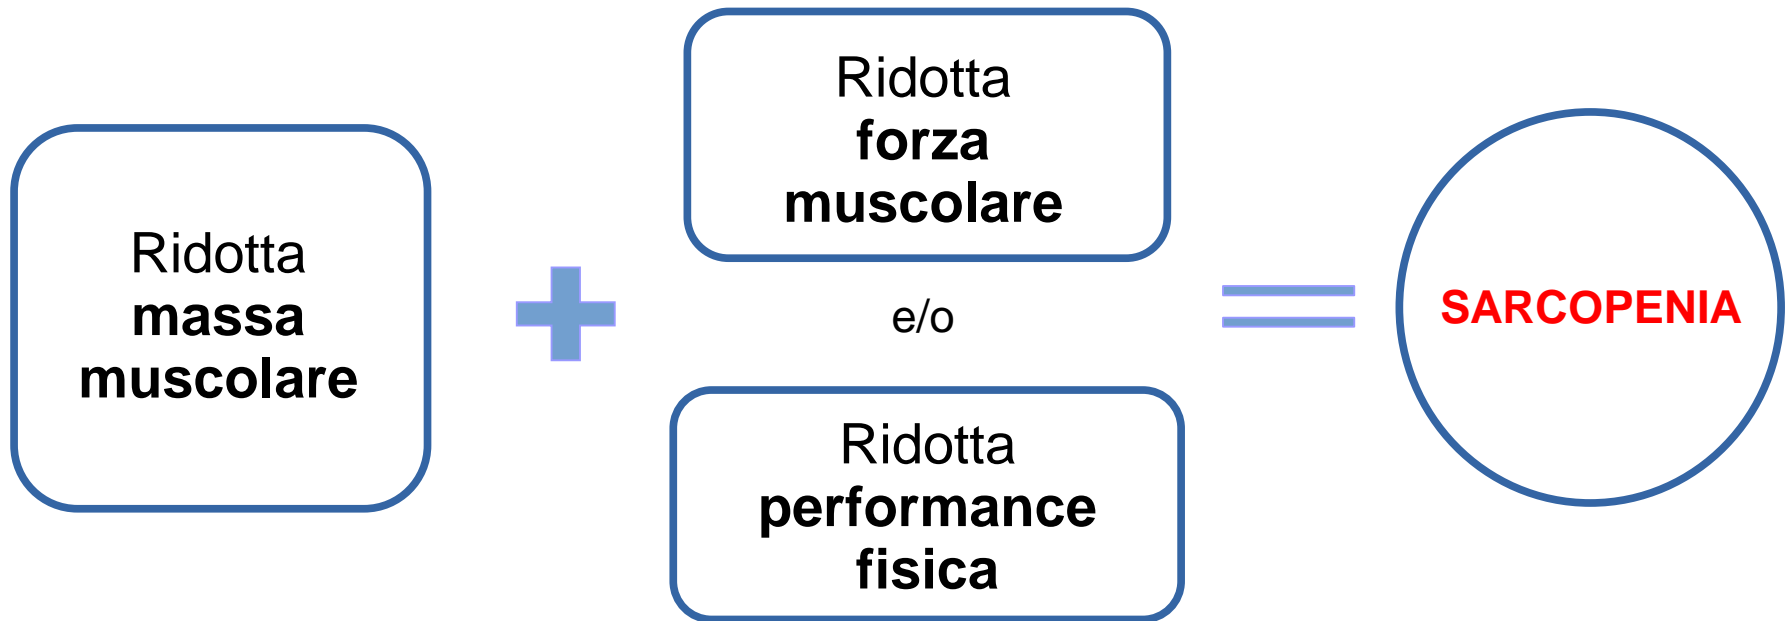 Ridotta
massa
muscolare
Ridotta
forza
muscolare
e/o
Ridotta
performance
fisica
SARCOPENIA